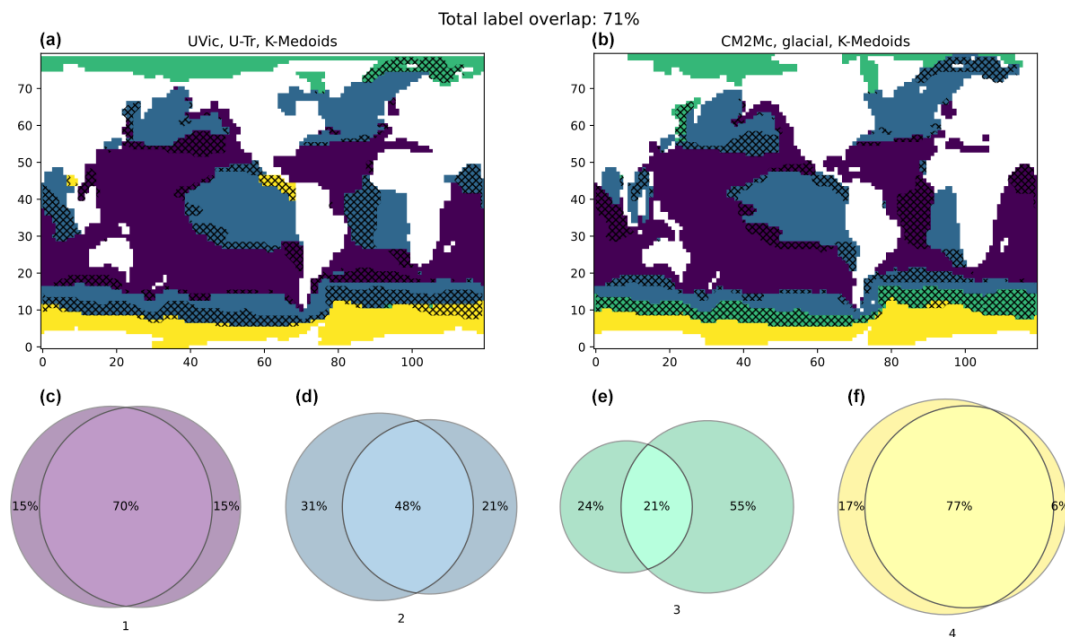 Total label overlap: 71%
(a) UVic, U-Tr, K-Medoids
(b) CM2Mc, glacial, K-Medoids
70
60
50
40
30
20
10
0
0 20 40 60 80 100
70
60
50
40
30
20
10
0
0 20 40 60 80 100
(c)
15% 70% 15%
1
(d)
31% 48% 21%
2
(e)
24% 21% 55%
3
(f)
17% 77% 6%
4